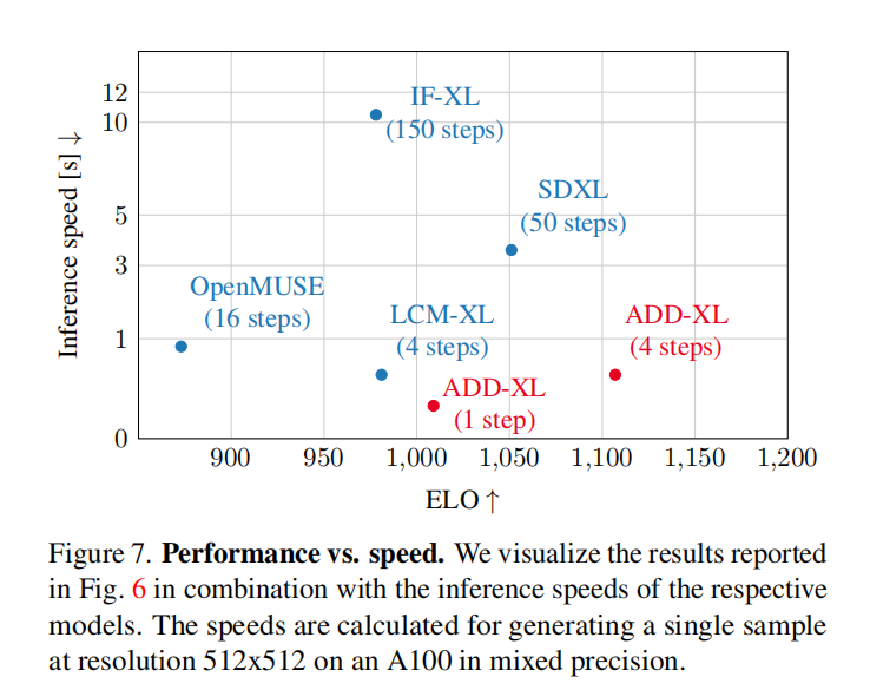 12
10
5
3
1
0
Inference speed [s] ↓
IF-XL
(150 steps)
SDXL
(50 steps)
OpenMUSE
(16 steps)
LCM-XL
(4 steps)
ADD-XL
(4 steps)
ADD-XL
(1 step)
900 950 1,000 1,050 1,100 1,150 1,200
ELO ↑
Figure 7. Performance vs. speed. We visualize the results reported
in Fig. 6 in combination with the inference speeds of the respective
models. The speeds are calculated for generating a single sample
at resolution 512x512 on an A100 in mixed precision.